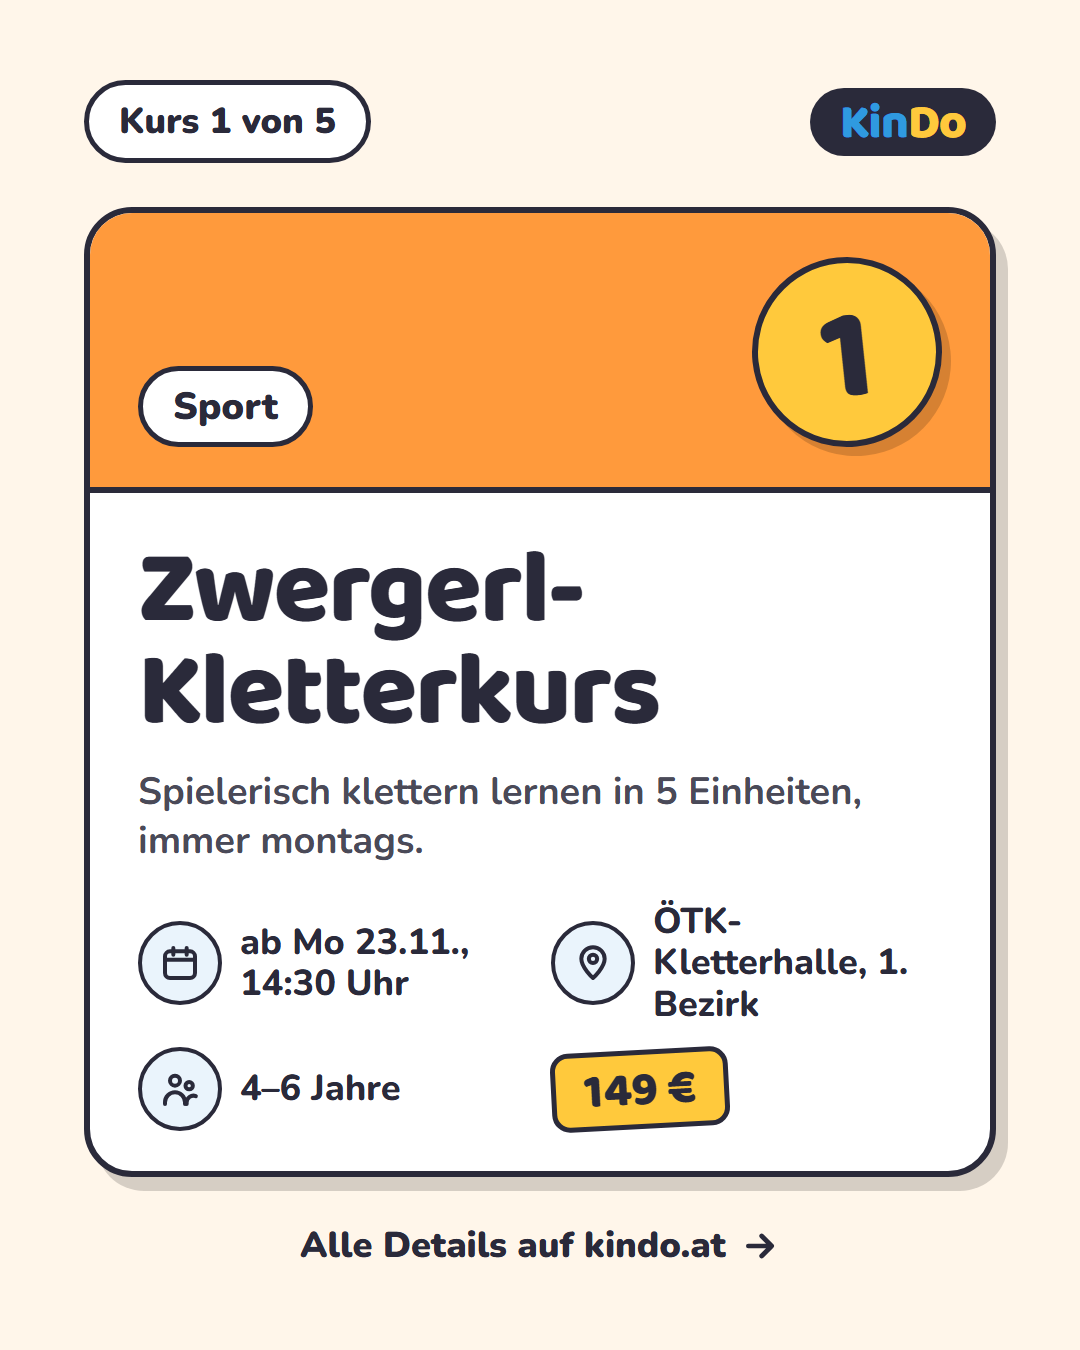 Kurs 1 von 5
KinDo
1
Sport
Zwergerl-
Kletterkurs
Spielerisch klettern lernen in 5 Einheiten,
immer montags.
ab Mo 23.11.,
14:30 Uhr
ÖTK-
Kletterhalle, 1.
Bezirk
4–6 Jahre
149 €
Alle Details auf kindo.at →